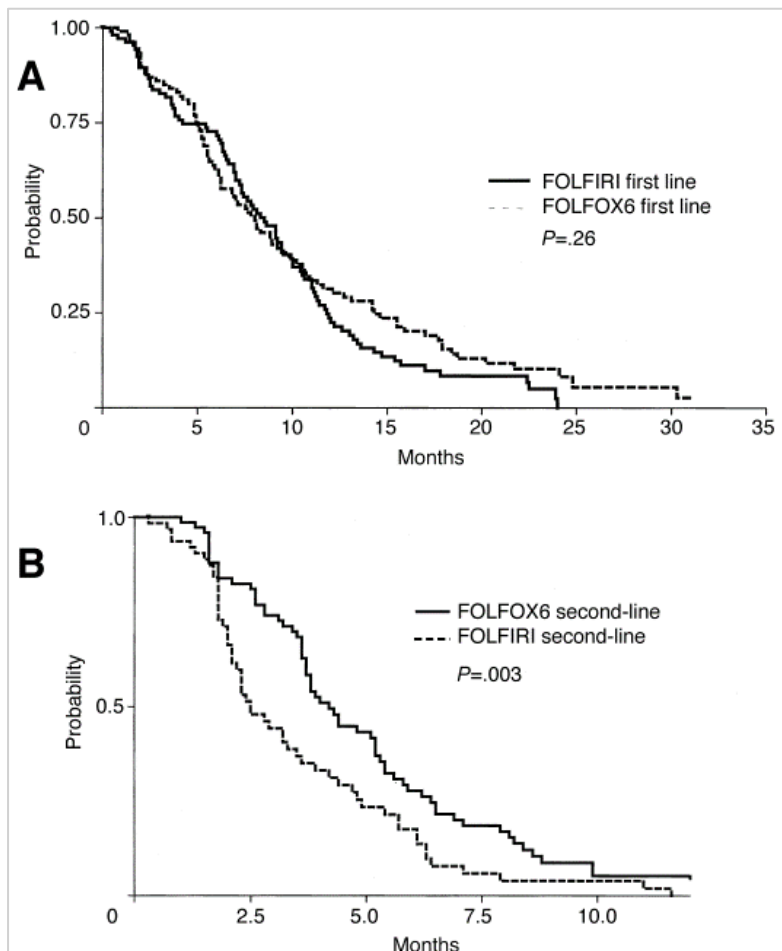 A
Probability
1.00
0.75
0.50
0.25
FOLFIRI first line
FOLFOX6 first line
P=.26
0 5 10 15 20 25 30 35
Months
B
Probability
1.0
0.5
FOLFOX6 second-line
FOLFIRI second-line
P=.003
0 2.5 5.0 7.5 10.0
Months